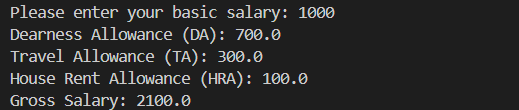 Please enter your basic salary: 1000
Dearness Allowance (DA): 700.0
Travel Allowance (TA): 300.0
House Rent Allowance (HRA): 100.0
Gross Salary: 2100.0